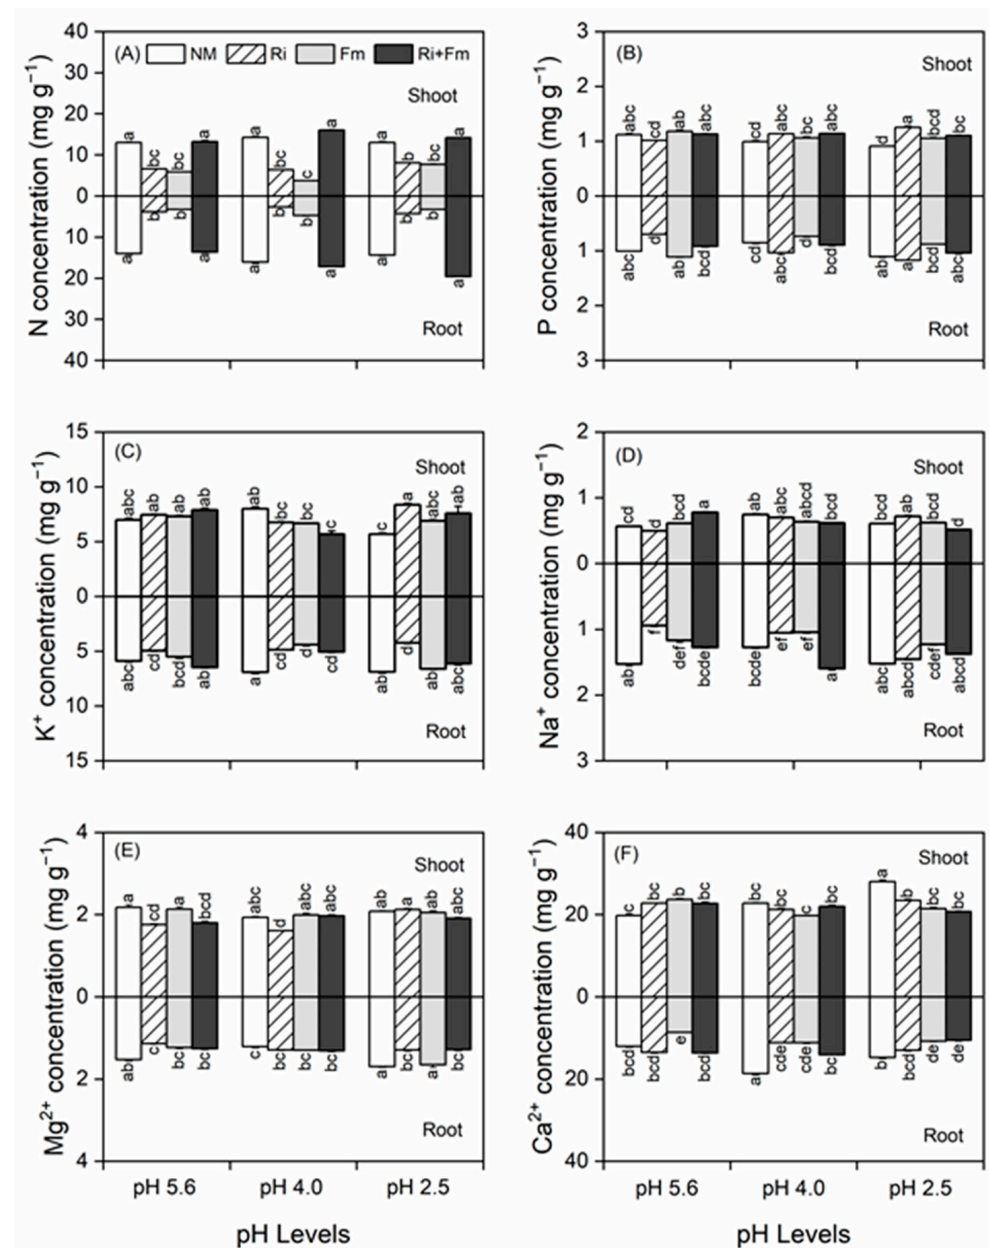 (A) NM Ri Fm Ri+Fm
Shoot
40
30
20
10
0
10
20
30
40
N concentration (mg g⁻¹)
a bc bc a a bc c a a b b a
a b b a a b b a a b b a
Root
(B)
Shoot
3
2
1
0
1
2
3
P concentration (mg g⁻¹)
abc cd ab abc cd abc bc abc d a bcd bc
abc d ab bcd cd abc d bcd ab a bcd abc
Root
(C)
Shoot
15
10
5
0
5
10
15
K⁺ concentration (mg g⁻¹)
abc ab ab ab ab bc bc c c a abc ab
abc cd bcd ab a cd d cd ab d ab abc
Root
(D)
Shoot
2
1
0
1
2
3
Na⁺ concentration (mg g⁻¹)
cd d bcd a ab abc abcd bcd bcd ab bcd d
ab f def bcde bcde ef ef a abc abcd cdef abcd
Root
(E)
Shoot
4
2
0
2
4
Mg²⁺ concentration (mg g⁻¹)
a cd a bcd abc d abc abc ab a ab abc
ab c bc bc c bc bc bc a bc a bc
Root
pH 5.6 pH 4.0 pH 2.5
pH Levels
(F)
Shoot
40
20
0
20
40
Ca²⁺ concentration (mg g⁻¹)
c bc b bc bc bc c bc a b bc bc
bcd bcd e bcd a cde cde bc b bcd de de
Root
pH 5.6 pH 4.0 pH 2.5
pH Levels